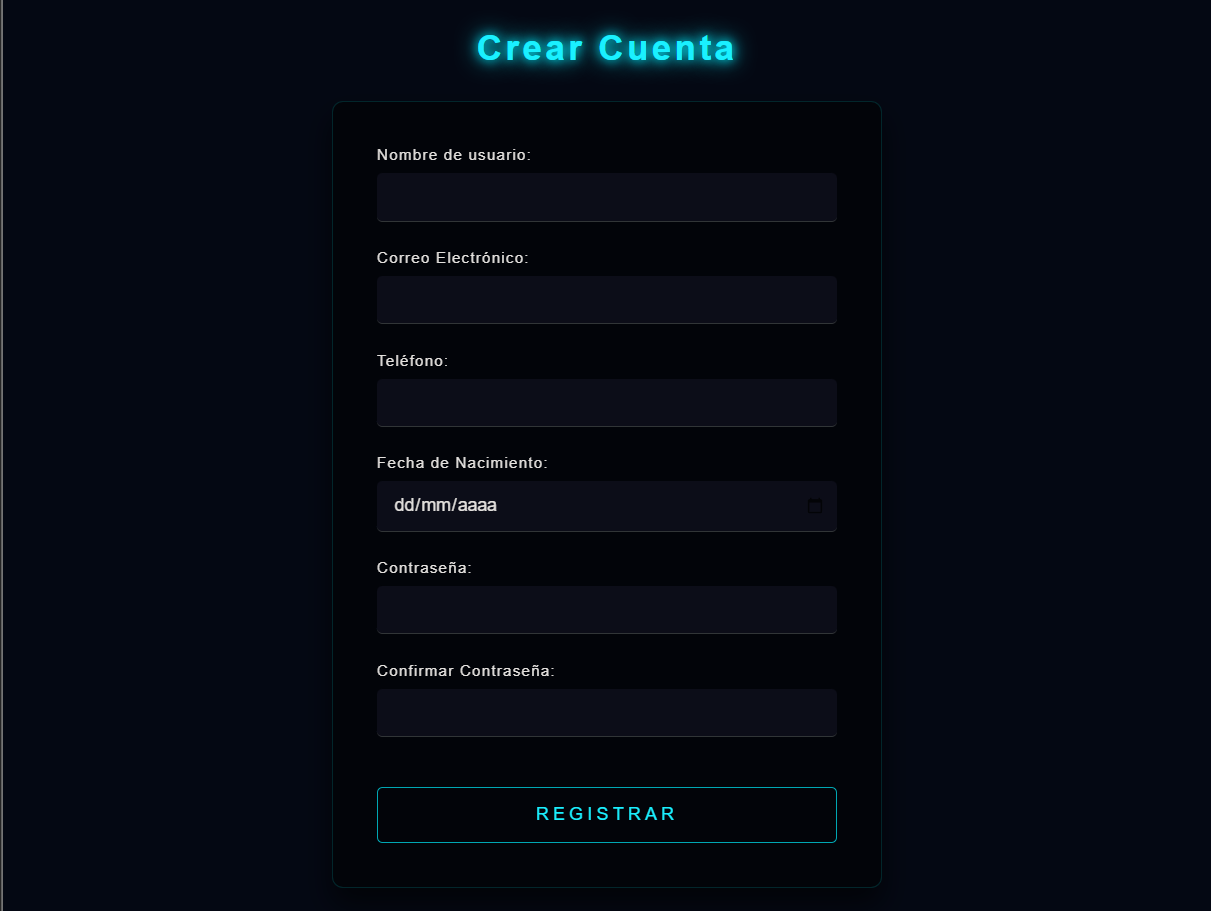 Crear Cuenta
Nombre de usuario:
Correo Electrónico:
Teléfono:
Fecha de Nacimiento:
dd/mm/aaaa
Contraseña:
Confirmar Contraseña:
REGISTRAR